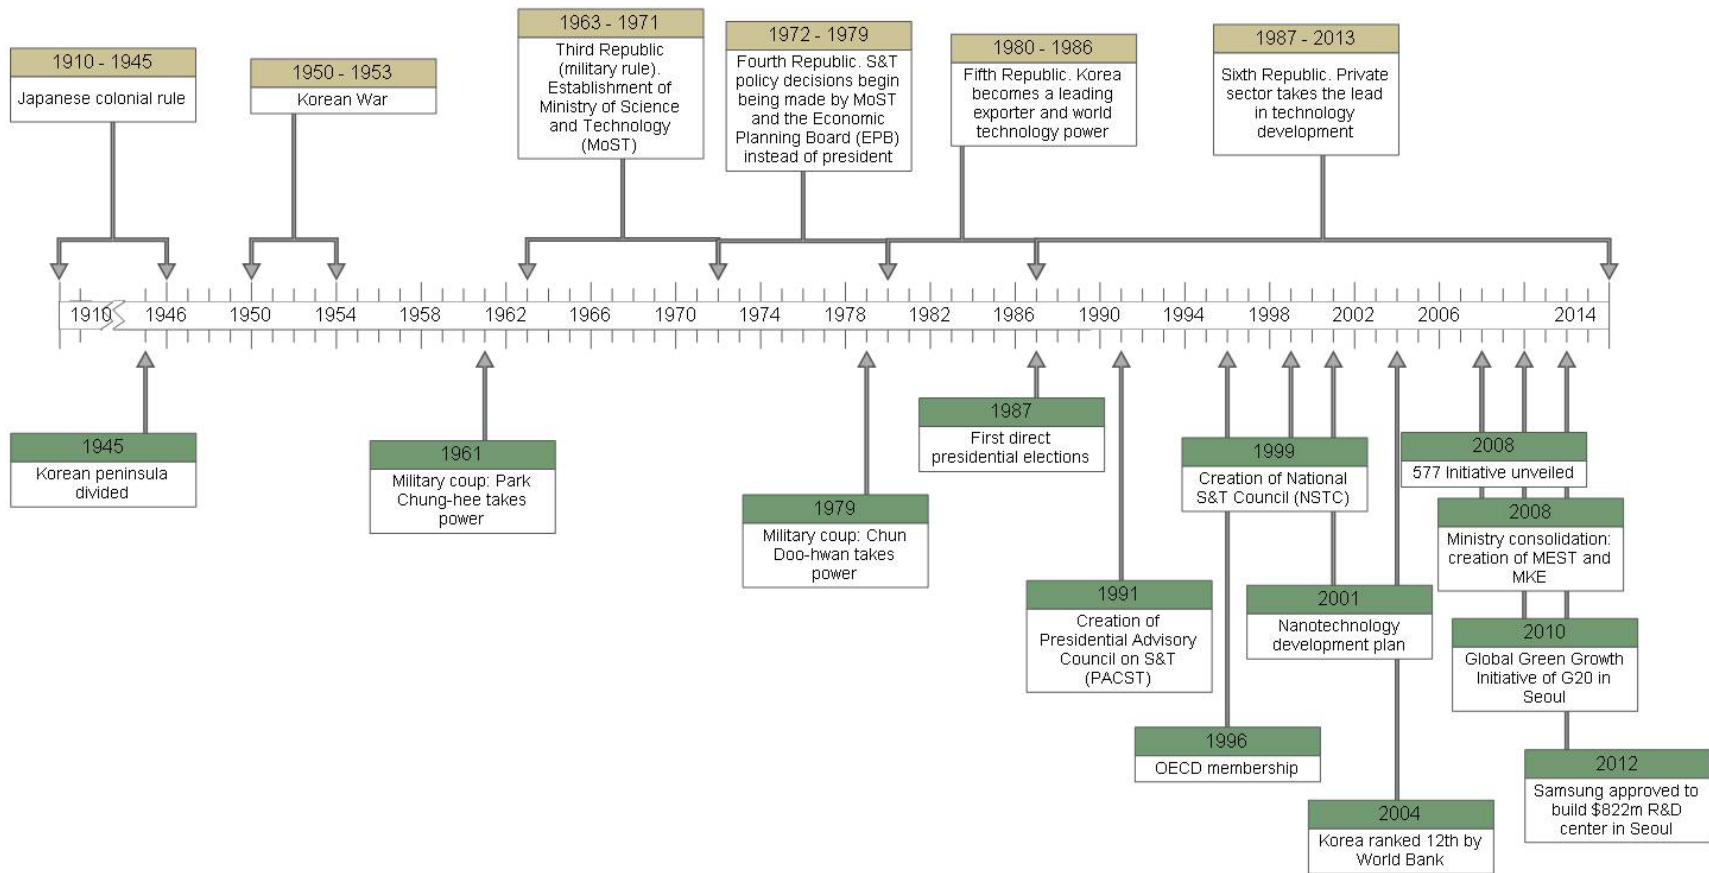 1910 - 1945
Japanese colonial rule
1950 - 1953
Korean War
1963 - 1971
Third Republic
(military rule).
Establishment of
Ministry of Science
and Technology
(MoST)
1972 - 1979
Fourth Republic. S&T
policy decisions begin
being made by MoST
and the Economic
Planning Board (EPB)
instead of president
1980 - 1986
Fifth Republic. Korea
becomes a leading
exporter and world
technology power
1987 - 2013
Sixth Republic. Private
sector takes the lead
in technology
development
1910 1946 1950 1954 1958 1962 1966 1970 1974 1978 1982 1986 1990 1994 1998 2002 2006 2014
1945
Korean peninsula
divided
1961
Military coup: Park
Chung-hee takes
power
1979
Military coup: Chun
Doo-hwan takes
power
1987
First direct
presidential elections
1991
Creation of
Presidential Advisory
Council on S&T
(PACST)
1999
Creation of National
S&T Council (NSTC)
1996
OECD membership
2001
Nanotechnology
development plan
2004
Korea ranked 12th by
World Bank
2008
577 Initiative unveiled
2008
Ministry consolidation:
creation of MEST and
MKE
2010
Global Green Growth
Initiative of G20 in
Seoul
2012
Samsung approved to
build $822m R&D
center in Seoul